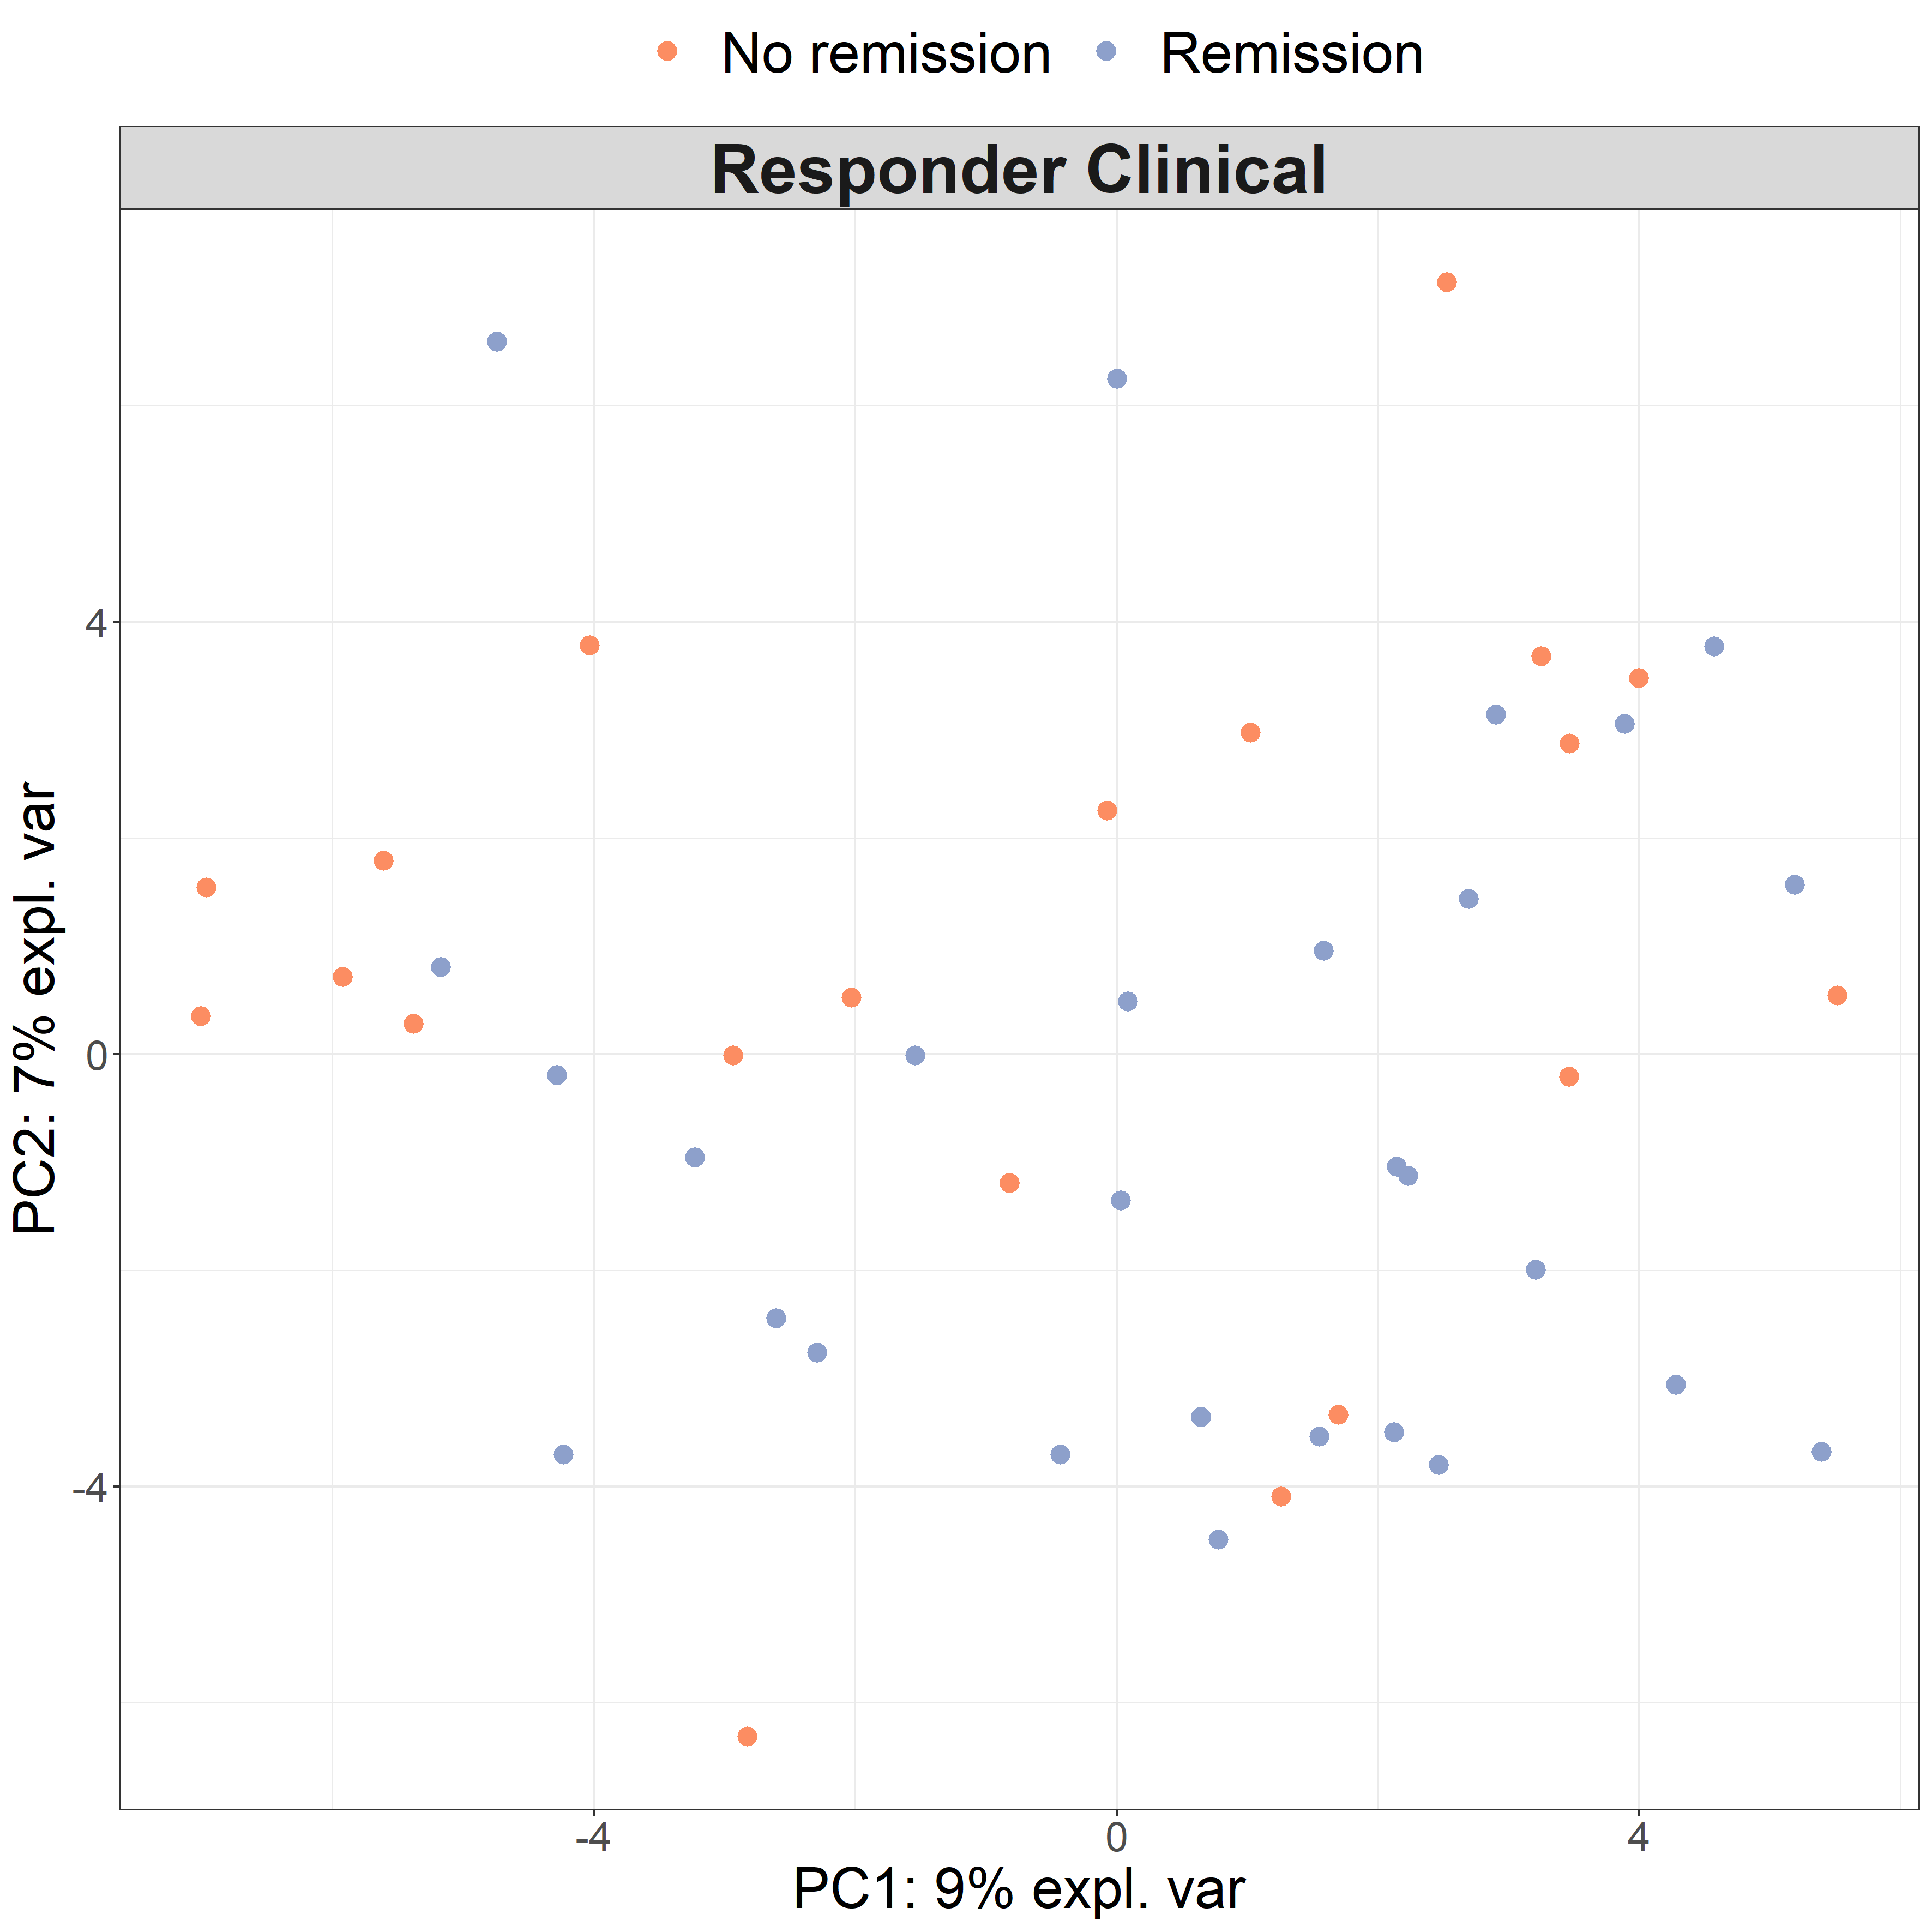 No remission Remission
Responder Clinical
PC2: 7% expl. var
4
0
-4
-4 0 4
PC1: 9% expl. var